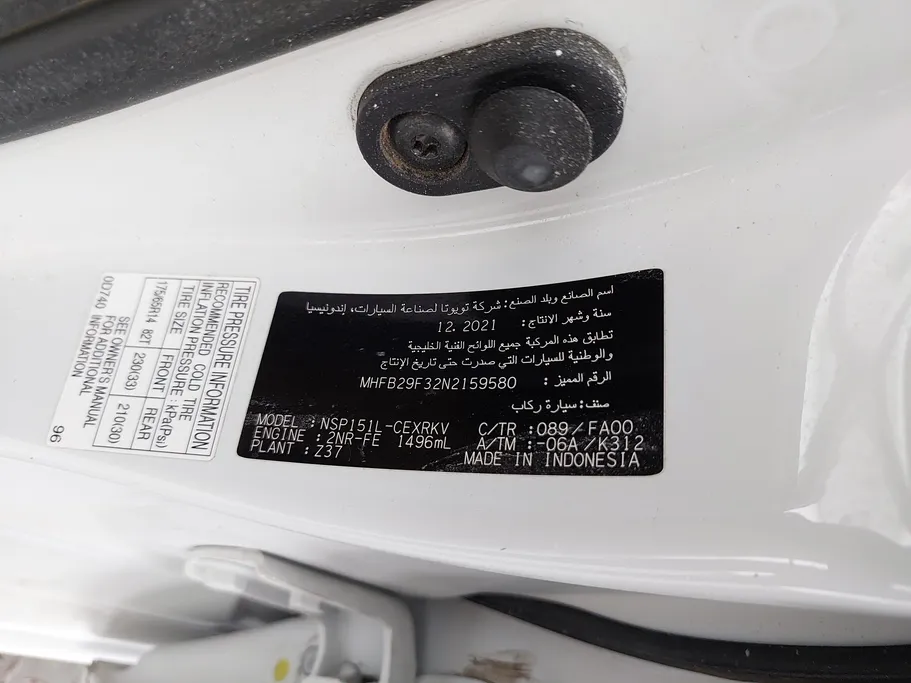 TIRE PRESSURE INFORMATION
RECOMMENDED COLD TIRE
INFLATION PRESSURE : kPa(Psi)
TIRE SIZE FRONT REAR
175/65R14 82T 230(33) 210(30)
SEE OWNER'S MANUAL
FOR ADDITIONAL
INFORMATION
0D740
96
اسم الصانع وبلد الصنع: شركة تويوتا لصناعة السيارات، إندونيسيا
سنة وشهر الانتاج: 12. 2021
تطابق هذه المركبة جميع اللوائح الفنية الخليجية
والوطنية للسيارات التي صدرت حتى تاريخ الإنتاج
الرقم المميز : MHFB29F32N2159580
صنف: سيارة ركاب
MODEL : NSP151L-CEXRKV C/TR :089/FA00
ENGINE : 2NR-FE 1496mL A/TM :-06A/K312
PLANT : Z37 MADE IN INDONESIA